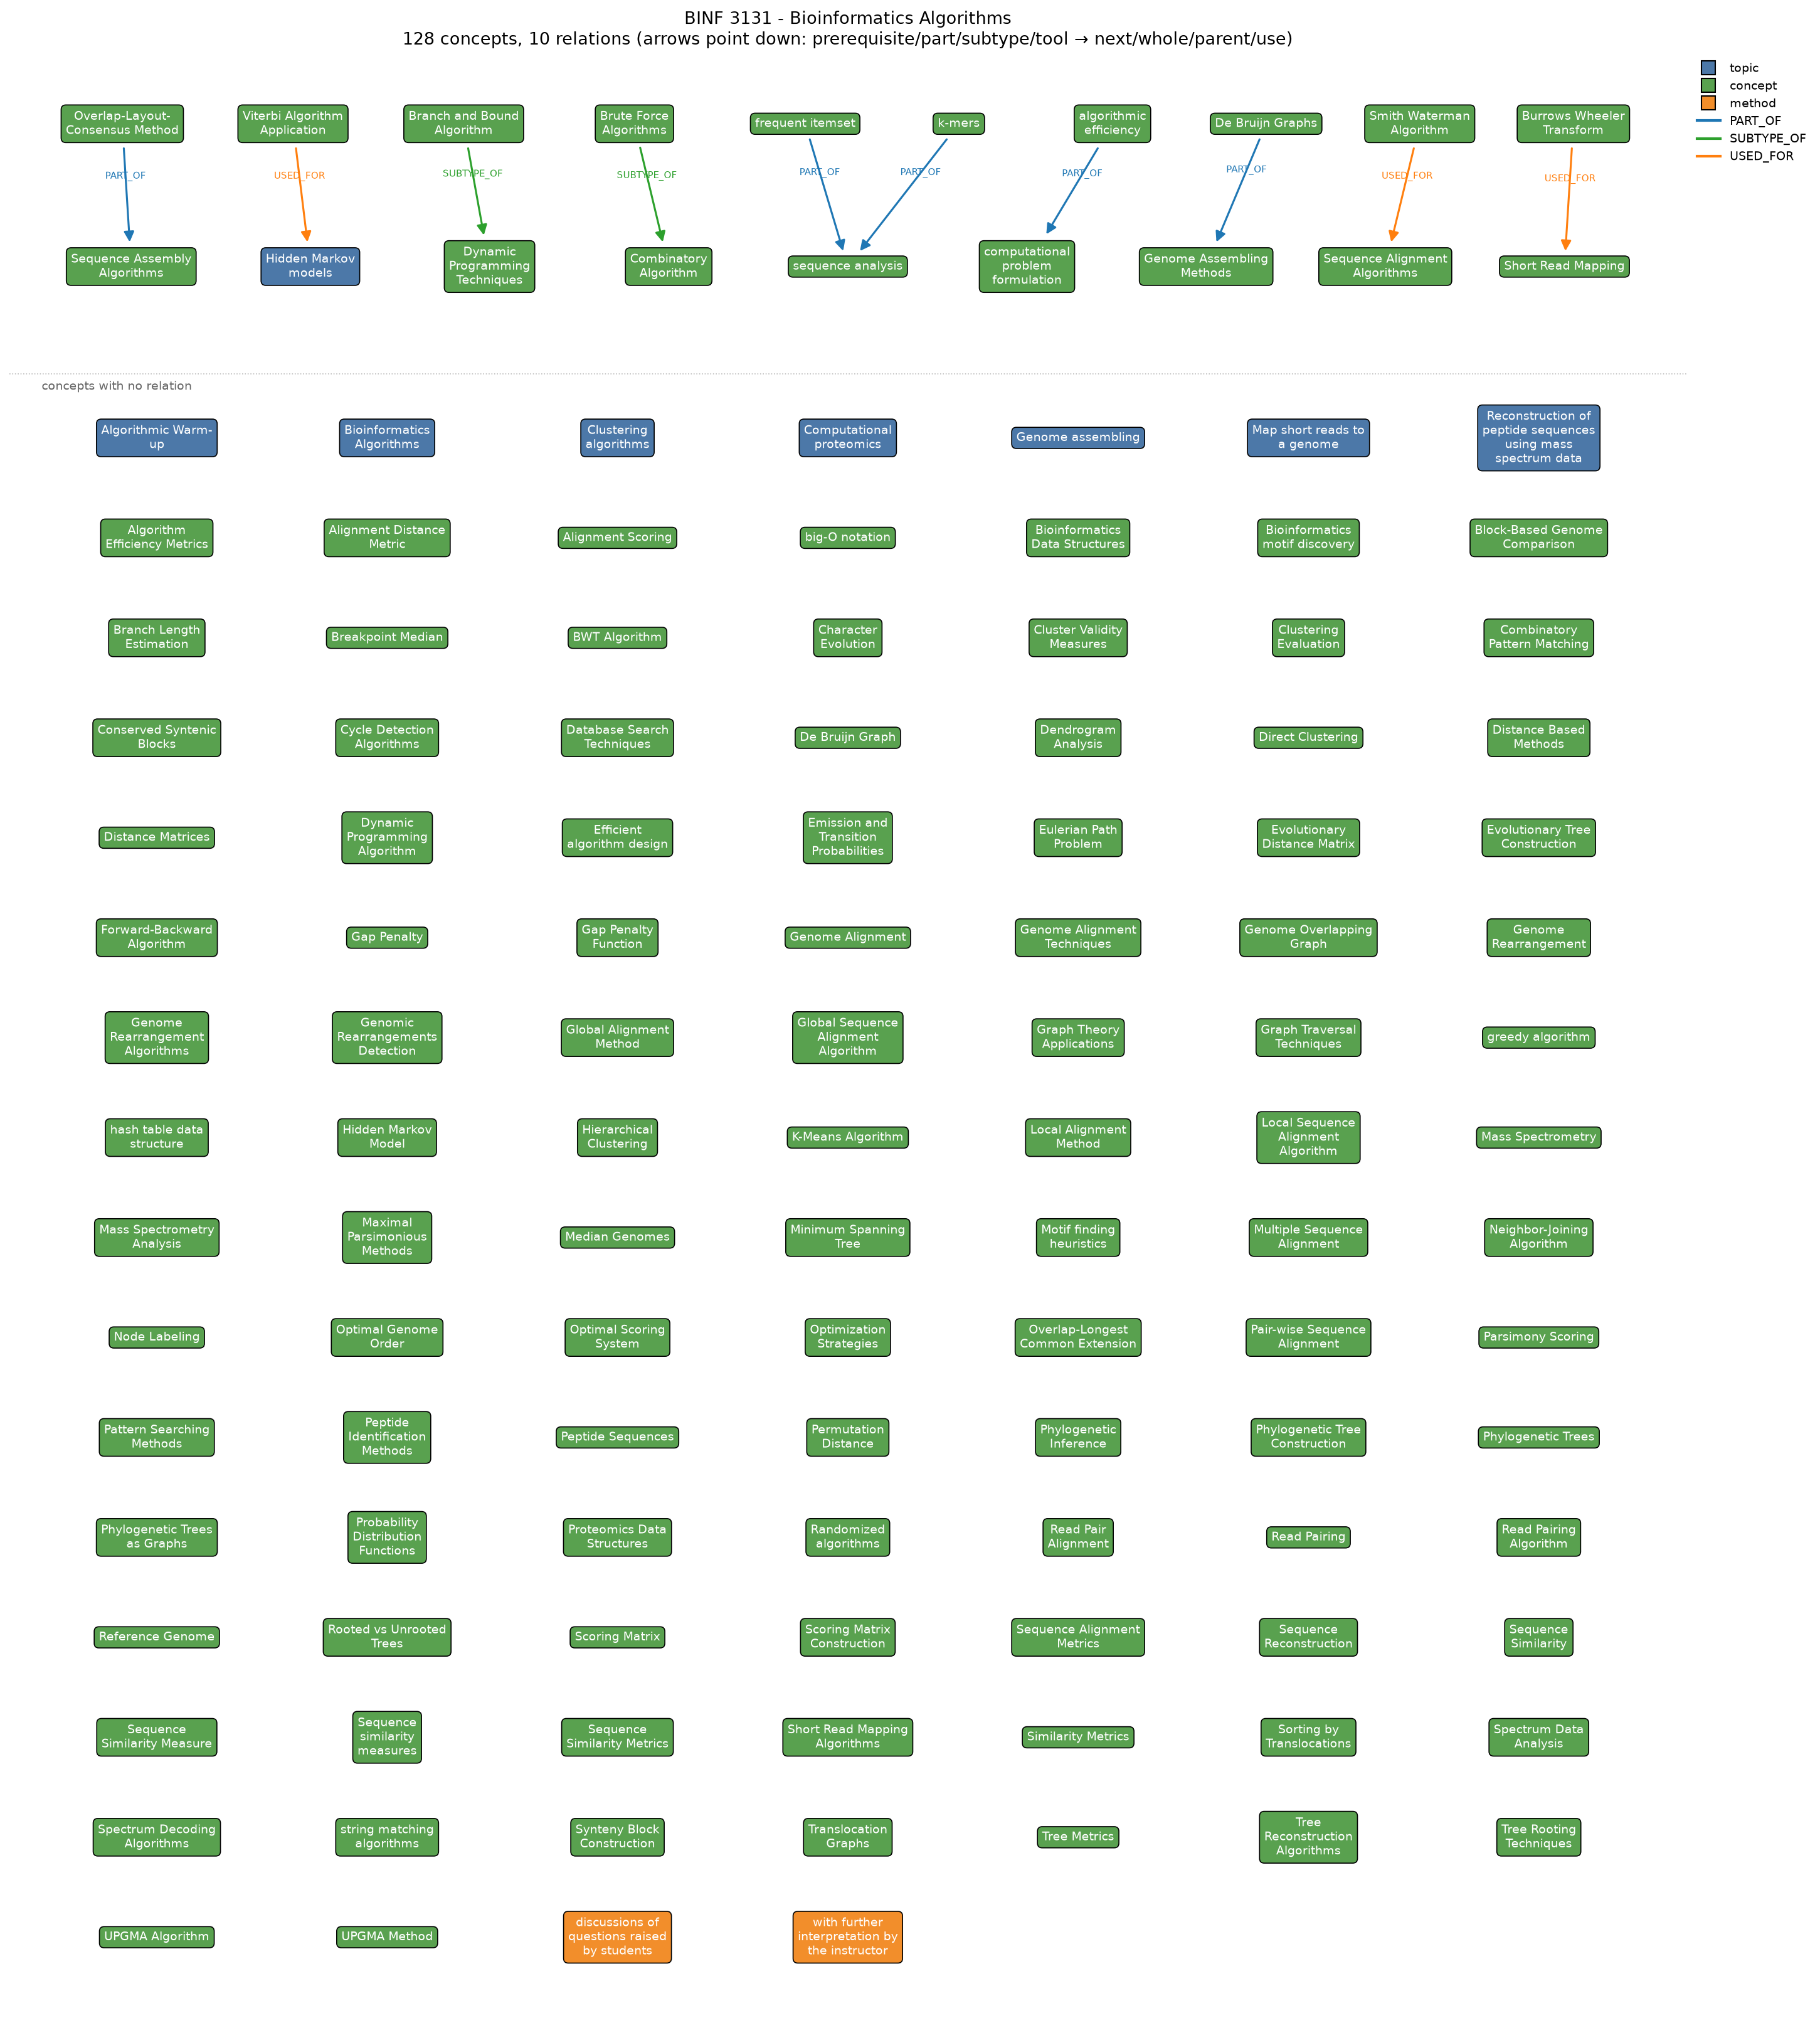 BINF 3131 - Bioinformatics Algorithms
128 concepts, 10 relations (arrows point down: prerequisite/part/subtype/tool → next/whole/parent/use)
topic
concept
method
PART_OF
SUBTYPE_OF
USED_FOR
Overlap-Layout-
Consensus Method
Viterbi Algorithm
Application
Branch and Bound
Algorithm
Brute Force
Algorithms
frequent itemset
k-mers
algorithmic
efficiency
De Bruijn Graphs
Smith Waterman
Algorithm
Burrows Wheeler
Transform
PART_OF
USED_FOR
SUBTYPE_OF
SUBTYPE_OF
PART_OF
PART_OF
PART_OF
PART_OF
USED_FOR
USED_FOR
Sequence Assembly
Algorithms
Hidden Markov
models
Dynamic
Programming
Techniques
Combinatory
Algorithm
sequence analysis
computational
problem
formulation
Genome Assembling
Methods
Sequence Alignment
Algorithms
Short Read Mapping
concepts with no relation
Algorithmic Warm-
up
Bioinformatics
Algorithms
Clustering
algorithms
Computational
proteomics
Genome assembling
Map short reads to
a genome
Reconstruction of
peptide sequences
using mass
spectrum data
Algorithm
Efficiency Metrics
Alignment Distance
Metric
Alignment Scoring
big-O notation
Bioinformatics
Data Structures
Bioinformatics
motif discovery
Block-Based Genome
Comparison
Branch Length
Estimation
Breakpoint Median
BWT Algorithm
Character
Evolution
Cluster Validity
Measures
Clustering
Evaluation
Combinatory
Pattern Matching
Conserved Syntenic
Blocks
Cycle Detection
Algorithms
Database Search
Techniques
De Bruijn Graph
Dendrogram
Analysis
Direct Clustering
Distance Based
Methods
Distance Matrices
Dynamic
Programming
Algorithm
Efficient
algorithm design
Emission and
Transition
Probabilities
Eulerian Path
Problem
Evolutionary
Distance Matrix
Evolutionary Tree
Construction
Forward-Backward
Algorithm
Gap Penalty
Gap Penalty
Function
Genome Alignment
Genome Alignment
Techniques
Genome Overlapping
Graph
Genome
Rearrangement
Genome
Rearrangement
Algorithms
Genomic
Rearrangements
Detection
Global Alignment
Method
Global Sequence
Alignment
Algorithm
Graph Theory
Applications
Graph Traversal
Techniques
greedy algorithm
hash table data
structure
Hidden Markov
Model
Hierarchical
Clustering
K-Means Algorithm
Local Alignment
Method
Local Sequence
Alignment
Algorithm
Mass Spectrometry
Mass Spectrometry
Analysis
Maximal
Parsimonious
Methods
Median Genomes
Minimum Spanning
Tree
Motif finding
heuristics
Multiple Sequence
Alignment
Neighbor-Joining
Algorithm
Node Labeling
Optimal Genome
Order
Optimal Scoring
System
Optimization
Strategies
Overlap-Longest
Common Extension
Pair-wise Sequence
Alignment
Parsimony Scoring
Pattern Searching
Methods
Peptide
Identification
Methods
Peptide Sequences
Permutation
Distance
Phylogenetic
Inference
Phylogenetic Tree
Construction
Phylogenetic Trees
Phylogenetic Trees
as Graphs
Probability
Distribution
Functions
Proteomics Data
Structures
Randomized
algorithms
Read Pair
Alignment
Read Pairing
Read Pairing
Algorithm
Reference Genome
Rooted vs Unrooted
Trees
Scoring Matrix
Scoring Matrix
Construction
Sequence Alignment
Metrics
Sequence
Reconstruction
Sequence
Similarity
Sequence
Similarity Measure
Sequence
similarity
measures
Sequence
Similarity Metrics
Short Read Mapping
Algorithms
Similarity Metrics
Sorting by
Translocations
Spectrum Data
Analysis
Spectrum Decoding
Algorithms
string matching
algorithms
Synteny Block
Construction
Translocation
Graphs
Tree Metrics
Tree
Reconstruction
Algorithms
Tree Rooting
Techniques
UPGMA Algorithm
UPGMA Method
discussions of
questions raised
by students
with further
interpretation by
the instructor